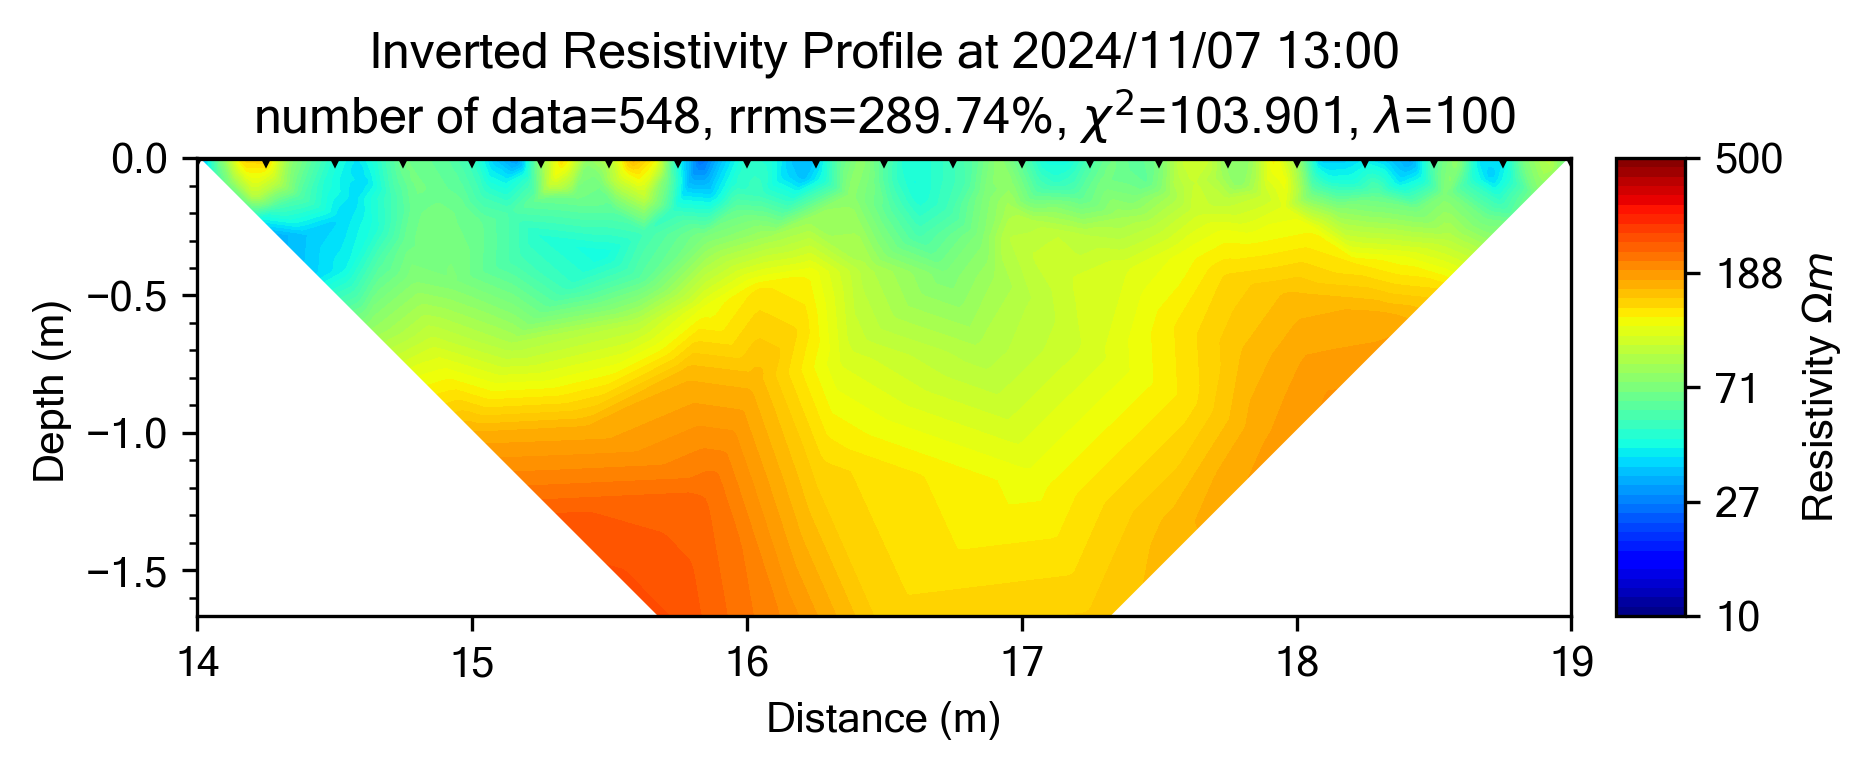 Inverted Resistivity Profile at 2024/11/07 13:00
number of data=548, rrms=289.74%, χ²=103.901, λ=100
0.0
−0.5
−1.0
−1.5
Depth (m)
14 15 16 17 18 19
Distance (m)
500
188
71
27
10
Resistivity Ωm